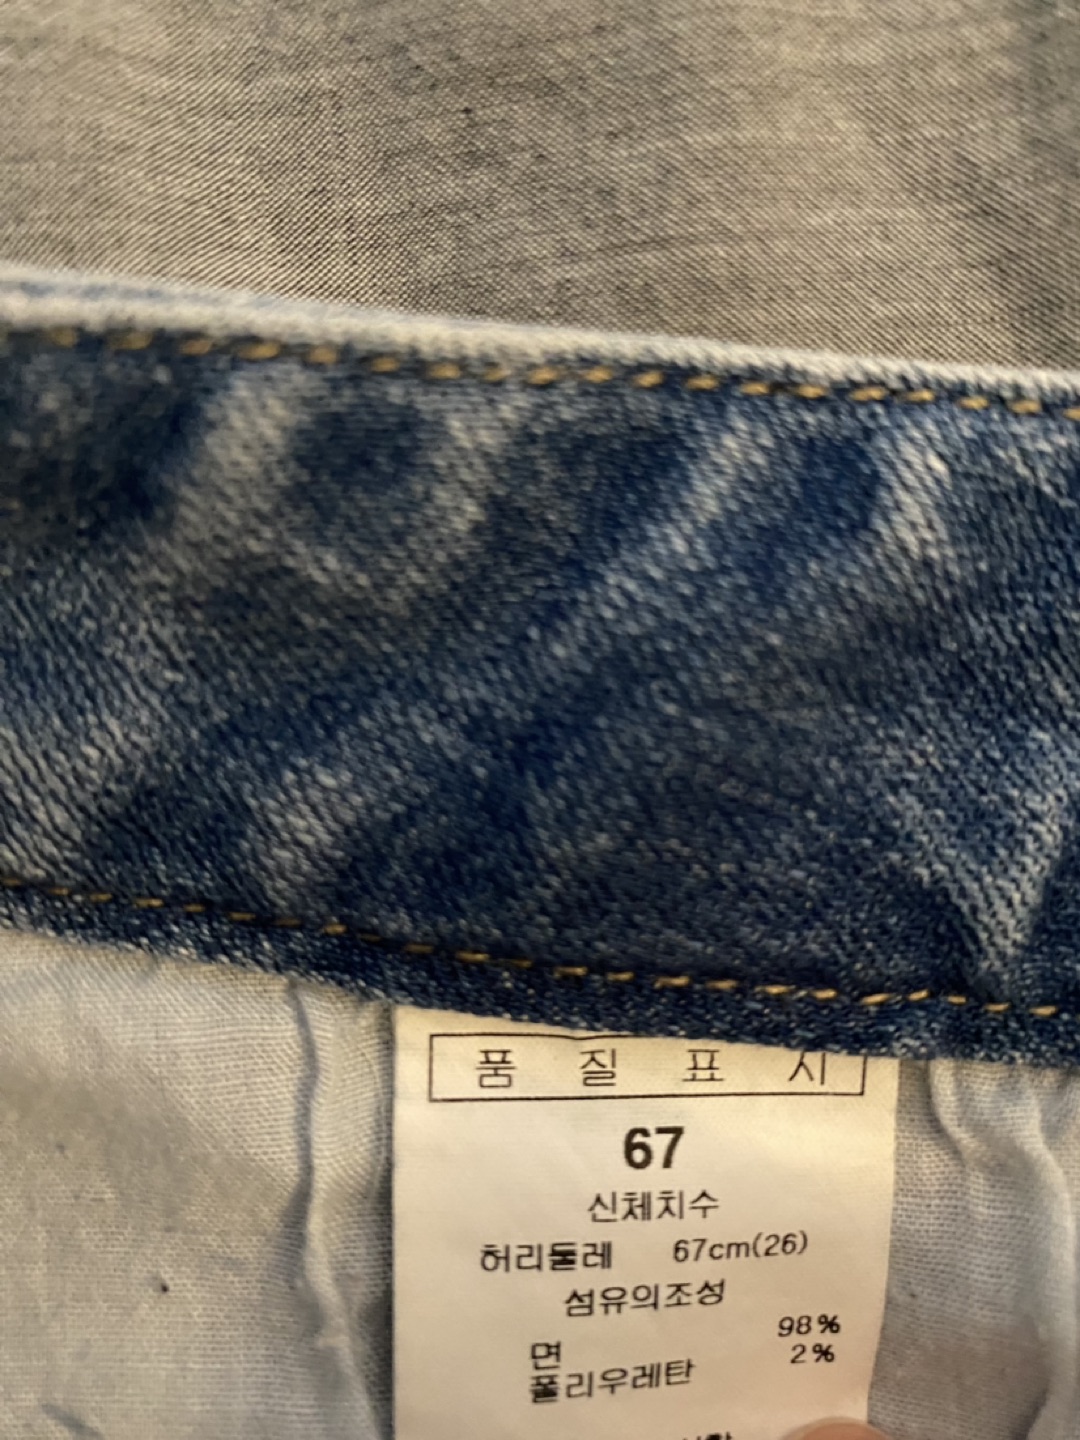 품 질 표 시
67
신체치수
허리둘레 67cm(26)
섬유의조성
면 98%
폴리우레탄 2%